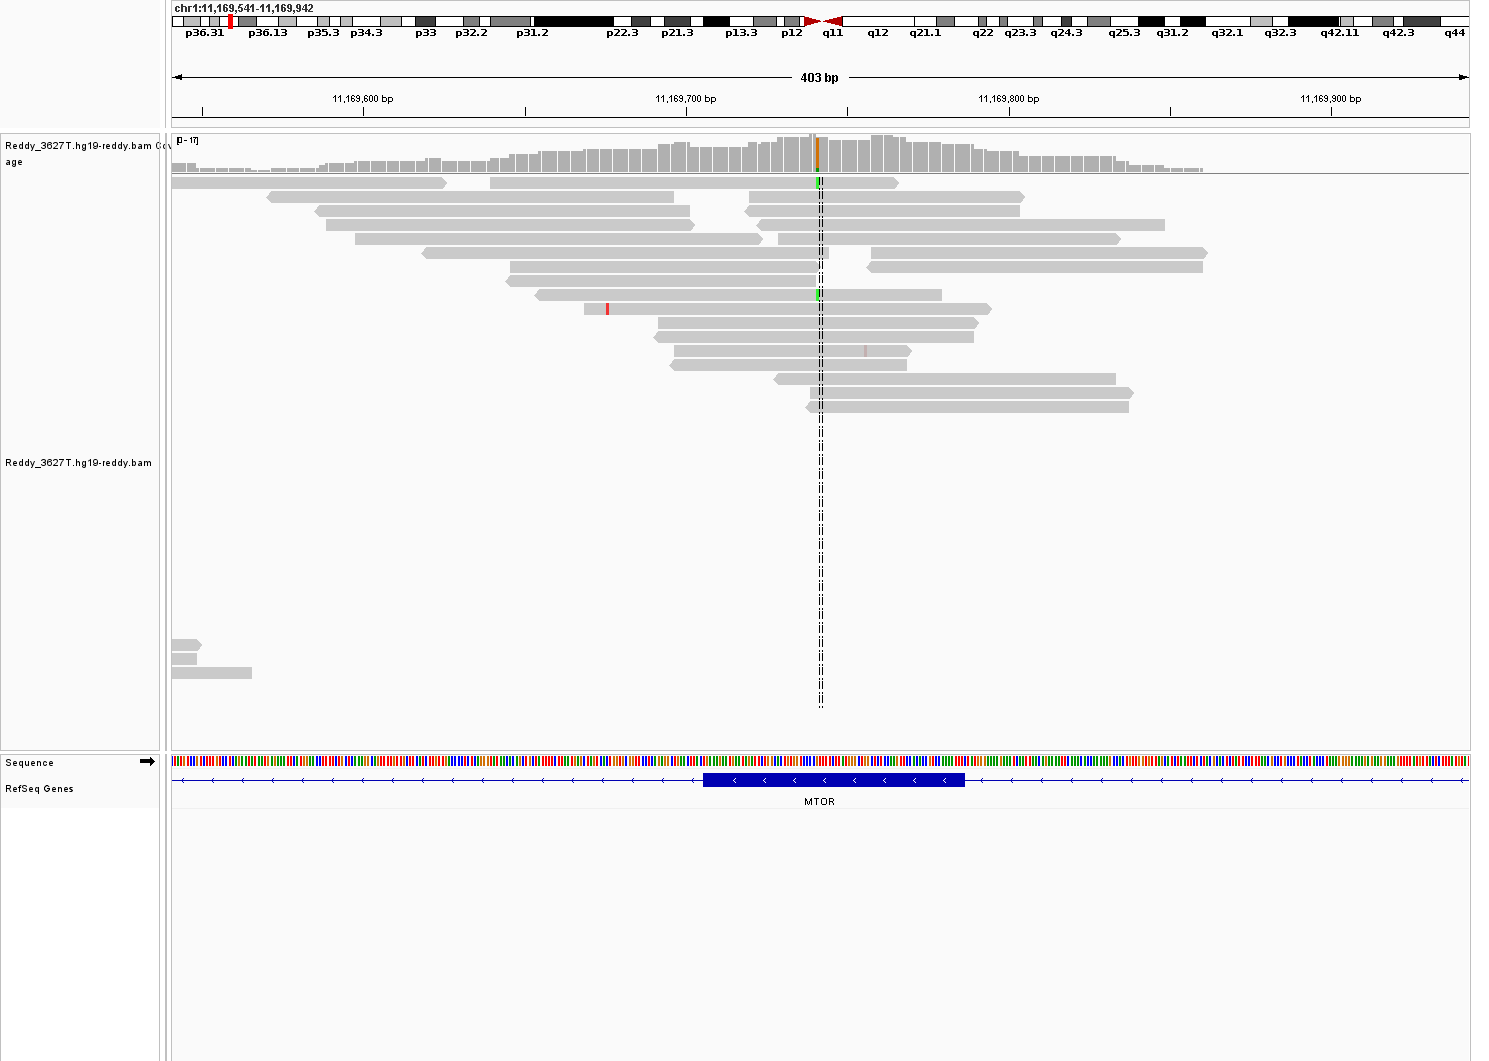 chr1:11,169,541-11,169,942
p36.31 p36.13 p35.3 p34.3 p33 p32.2 p31.2 p22.3 p21.3 p13.3 p12 q11 q12 q21.1 q22 q23.3 q24.3 q25.3 q31.2 q32.1 q32.3 q42.11 q42.3 q44
403 bp
11,169,600 bp 11,169,700 bp 11,169,800 bp 11,169,900 bp
Reddy_3627T.hg19-reddy.bam Cov
age
[0 - 17]
Reddy_3627T.hg19-reddy.bam
Sequence
RefSeq Genes
MTOR